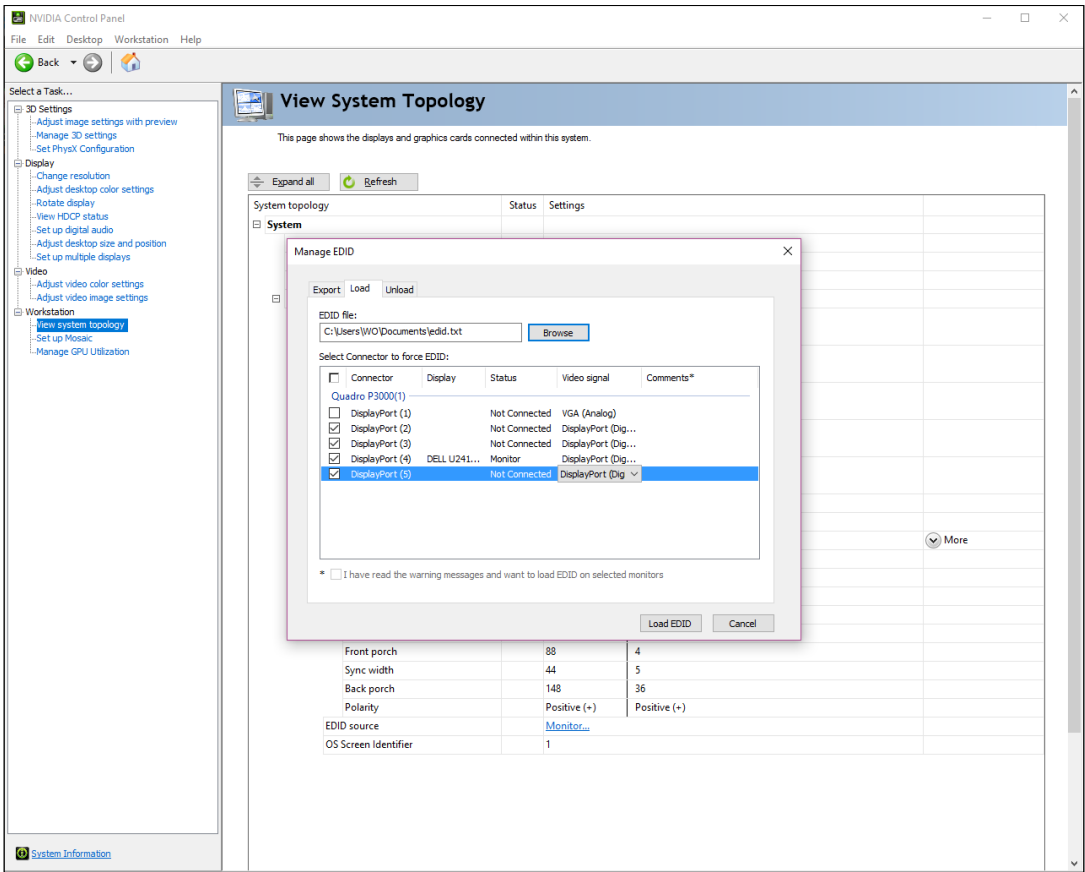 NVIDIA Control Panel
File Edit Desktop Workstation Help
Back
Select a Task...
3D Settings
Adjust image settings with preview
Manage 3D settings
Set PhysX Configuration
Display
Change resolution
Adjust desktop color settings
Rotate display
View HDCP status
Set up digital audio
Adjust desktop size and position
Set up multiple displays
Video
Adjust video color settings
Adjust video image settings
Workstation
View system topology
Set up Mosaic
Manage GPU Utilization
System Information
View System Topology
This page shows the displays and graphics cards connected within this system.
Expand all Refresh
System topology Status Settings
System
Manage EDID
Export Load Unload
EDID file:
C:\Users\WO\Documents\edid.txt Browse
Select Connector to force EDID:
Connector Display Status Video signal Comments*
Quadro P3000(1)
DisplayPort (1) Not Connected VGA (Analog)
DisplayPort (2) Not Connected DisplayPort (Dig...
DisplayPort (3) Not Connected DisplayPort (Dig...
DisplayPort (4) DELL U241... Monitor DisplayPort (Dig...
DisplayPort (5) Not Connected DisplayPort (Dig
* I have read the warning messages and want to load EDID on selected monitors
Load EDID Cancel
More
Front porch 88 4
Sync width 44 5
Back porch 148 36
Polarity Positive (+) Positive (+)
EDID source Monitor...
OS Screen Identifier 1